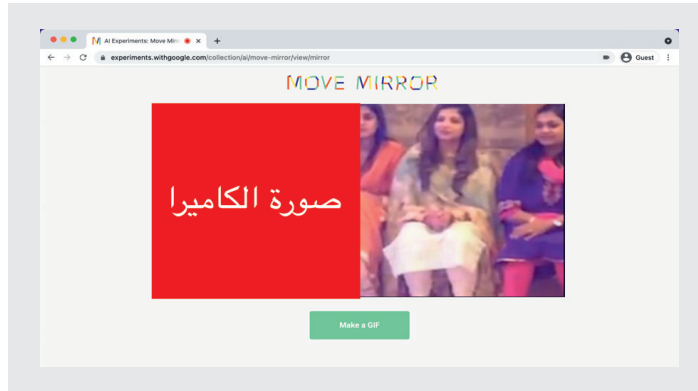 AI Experiments: Move Mirr
experiments.withgoogle.com/collection/ai/move-mirror/view/mirror
Guest
MOVE MIRROR
صورة الكاميرا
Make a GIF